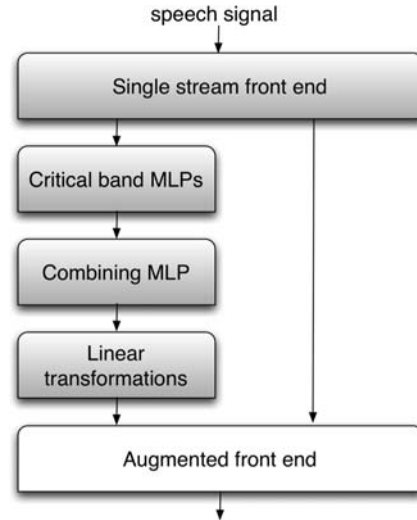 speech signal
Single stream front end
Critical band MLPs
Combining MLP
Linear
transformations
Augmented front end